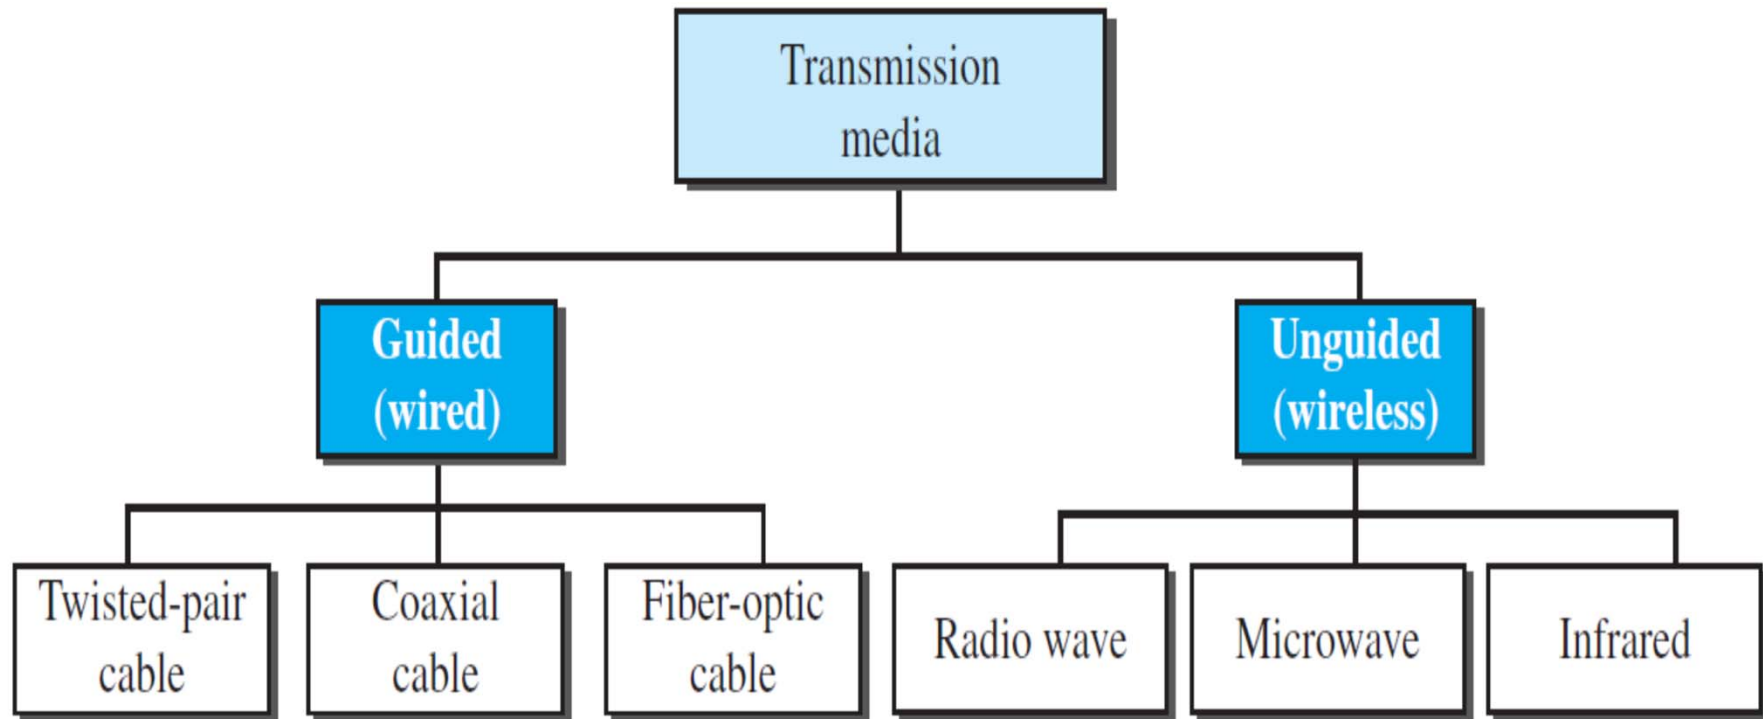 Transmission
media
Guided
(wired)
Unguided
(wireless)
Twisted-pair
cable
Coaxial
cable
Fiber-optic
cable
Radio wave
Microwave
Infrared